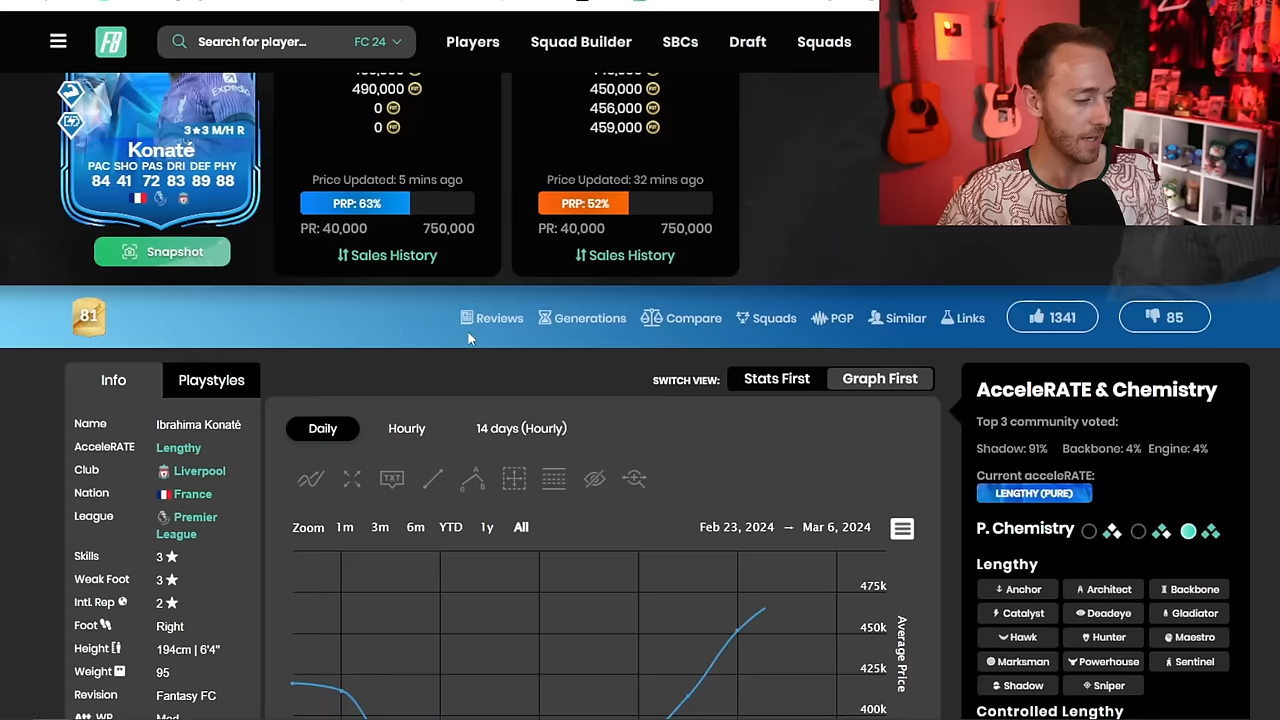 FB
Search for player...
FC 24
Players
Squad Builder
SBCs
Draft
Squads
490,000
0
0
450,000
456,000
459,000
Expedic
3★3 M/H R
Konaté
PAC SHO PAS DRI DEF PHY
84 41 72 83 89 88
Snapshot
Price Updated: 5 mins ago
PRP: 63%
PR: 40,000
750,000
Sales History
Price Updated: 32 mins ago
PRP: 52%
PR: 40,000
750,000
Sales History
81
Reviews
Generations
Compare
Squads
PGP
Similar
Links
1341
85
Info
Playstyles
Name Ibrahima Konaté
AcceleRATE Lengthy
Club Liverpool
Nation France
League Premier
League
Skills 3★
Weak Foot 3★
Intl. Rep 2★
Foot Right
Height 194cm | 6'4"
Weight 95
Revision Fantasy FC
Att. WR Med
SWITCH VIEW:
Stats First
Graph First
Daily
Hourly
14 days (Hourly)
TXT
Zoom 1m 3m 6m YTD 1y All
Feb 23, 2024 → Mar 6, 2024
475k
450k
425k
400k
Average Price
AcceleRATE & Chemistry
Top 3 community voted:
Shadow: 91% Backbone: 4% Engine: 4%
Current acceleRATE:
LENGTHY (PURE)
P. Chemistry
Lengthy
Anchor
Architect
Backbone
Catalyst
Deadeye
Gladiator
Hawk
Hunter
Maestro
Marksman
Powerhouse
Sentinel
Shadow
Sniper
Controlled Lengthy